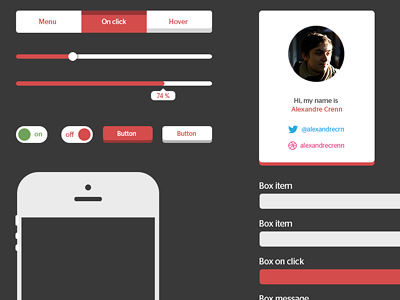 Menu
On click
Hover
74 %
on
off
Button
Button
Hi, my name is
Alexandre Crenn
@alexandrecrn
alexandrecrenn
Box item
Box item
Box on click
Box message